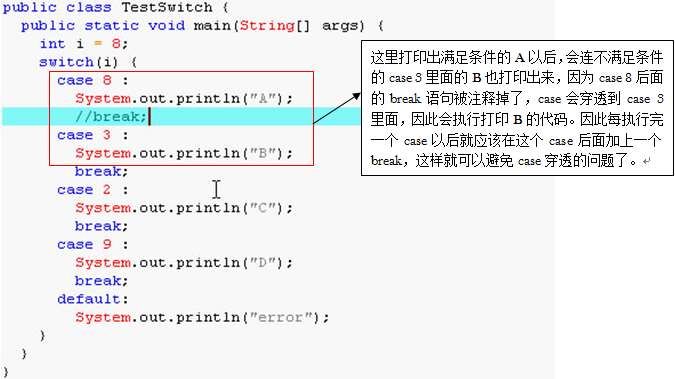 public class TestSwitch {
public static void main(String[] args) {
int i = 8;
switch(i) {
case 8 :
System.out.println("A");
//break;
case 3 :
System.out.println("B");
break;
case 2 :
System.out.println("C");
break;
case 9 :
System.out.println("D");
break;
default:
System.out.println("error");
}
}
}
这里打印出满足条件的 A 以后，会连不满足条件
的 case 3 里面的 B 也打印出来，因为 case 8 后面
的 break 语句被注释掉了，case 会穿透到 case 3
里面，因此会执行打印 B 的代码。因此每执行完
一个 case 以后就应该在这个 case 后面加上一个
break，这样就可以避免 case 穿透的问题了。